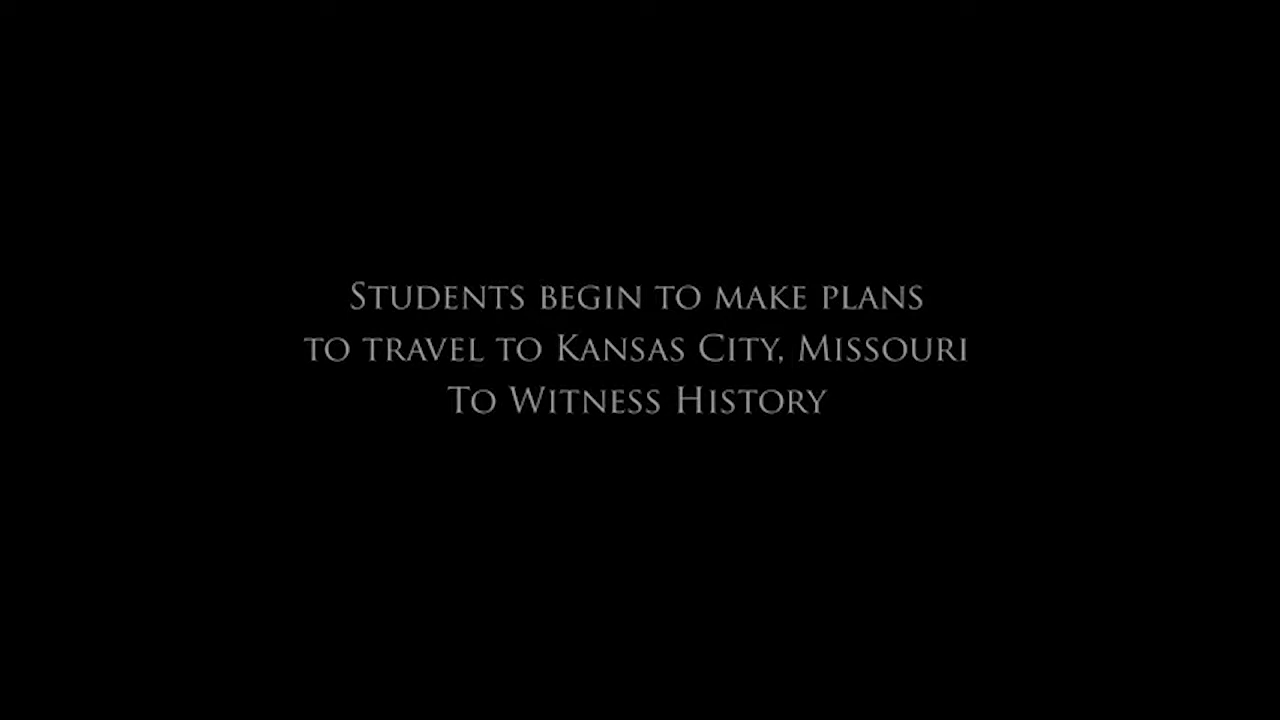 Students begin to make plans
to travel to Kansas City, Missouri
To Witness History